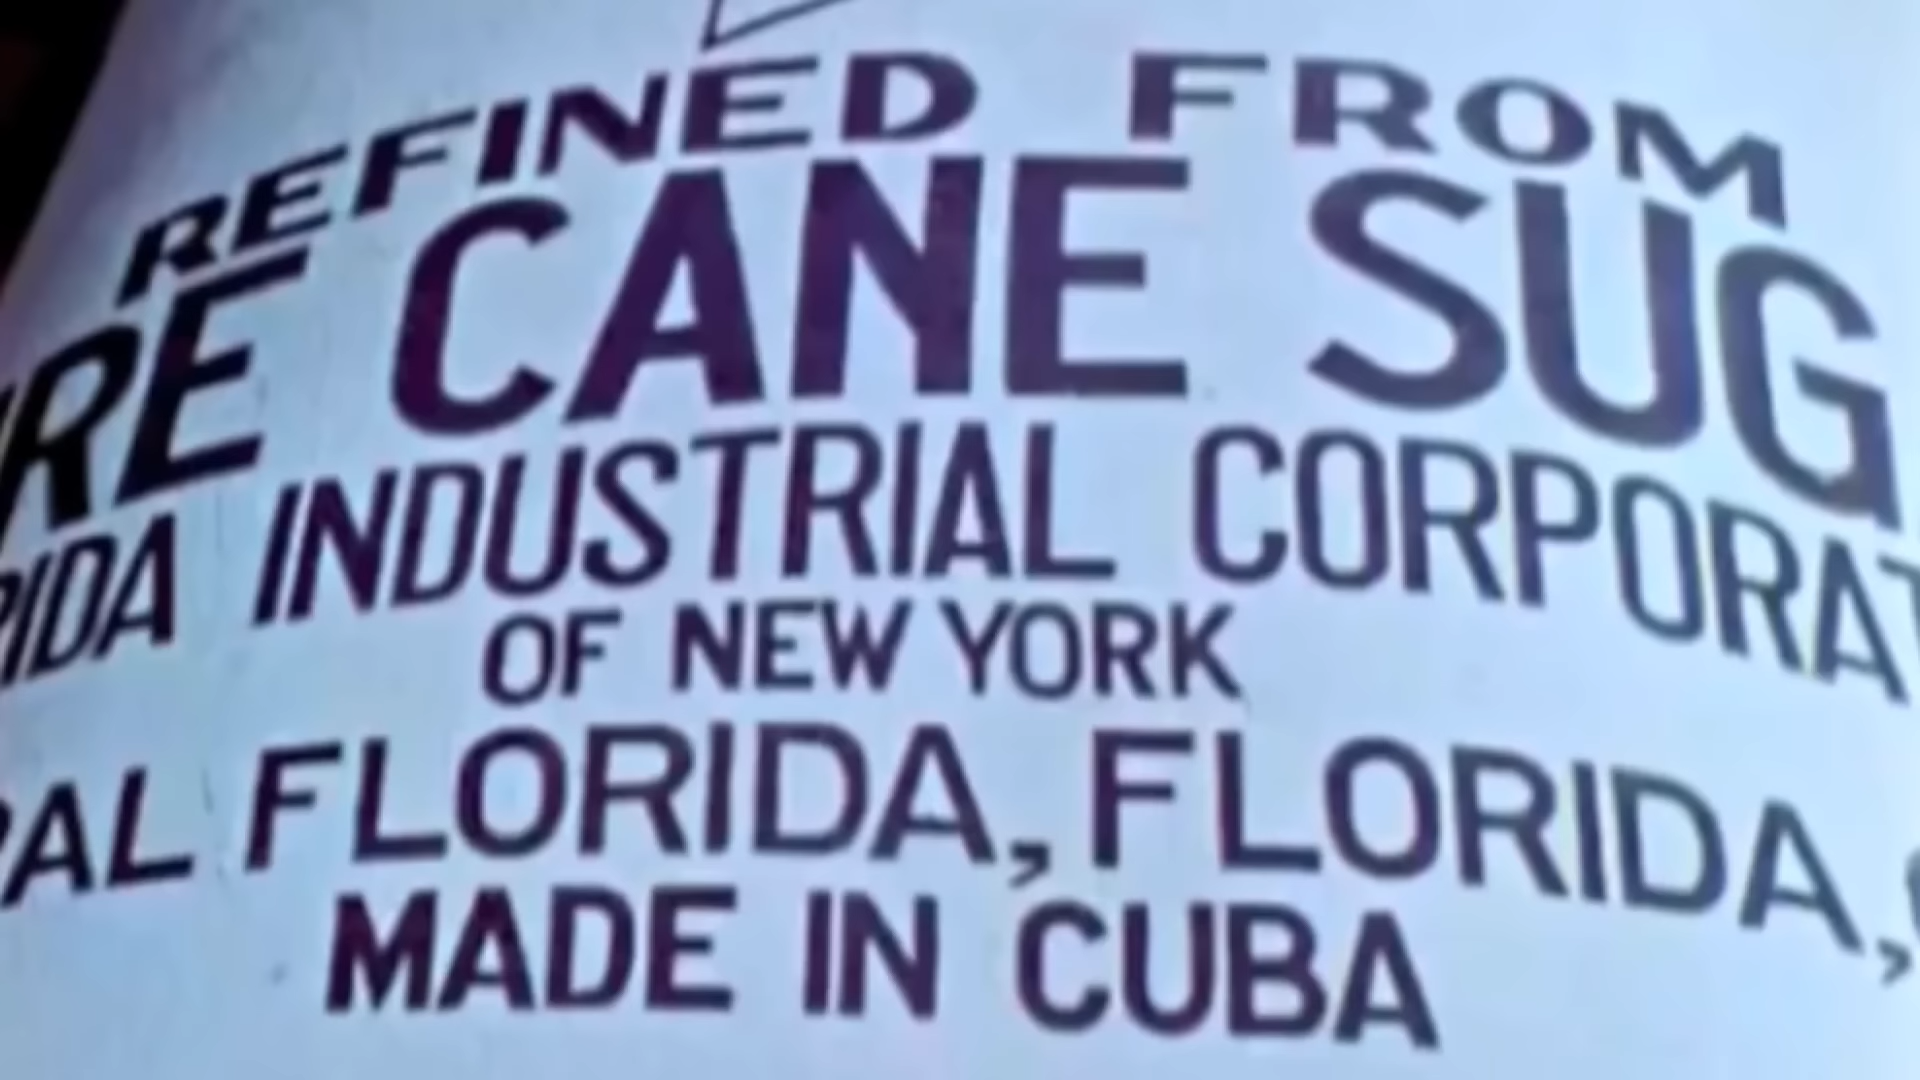 REFINED FROM
RE CANE SUG
IDA INDUSTRIAL CORPORAT
OF NEW YORK
AL FLORIDA, FLORIDA,
MADE IN CUBA